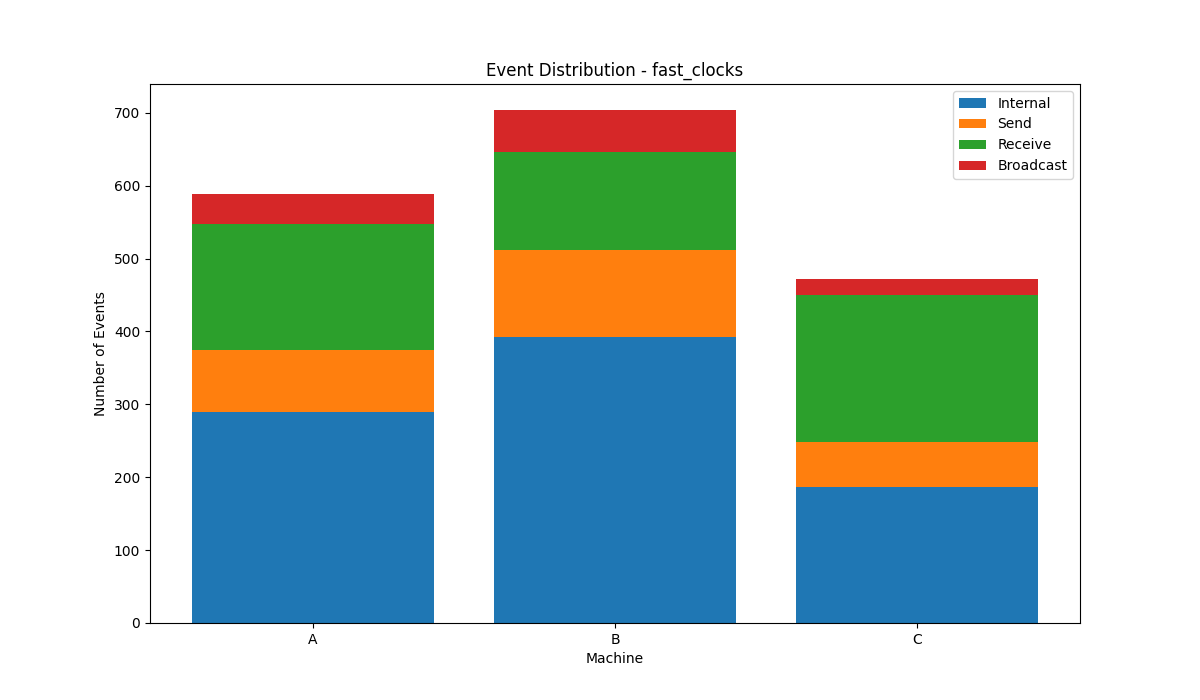 Event Distribution - fast_clocks
Internal
Send
Receive
Broadcast
Number of Events
700
600
500
400
300
200
100
0
A
B
C
Machine